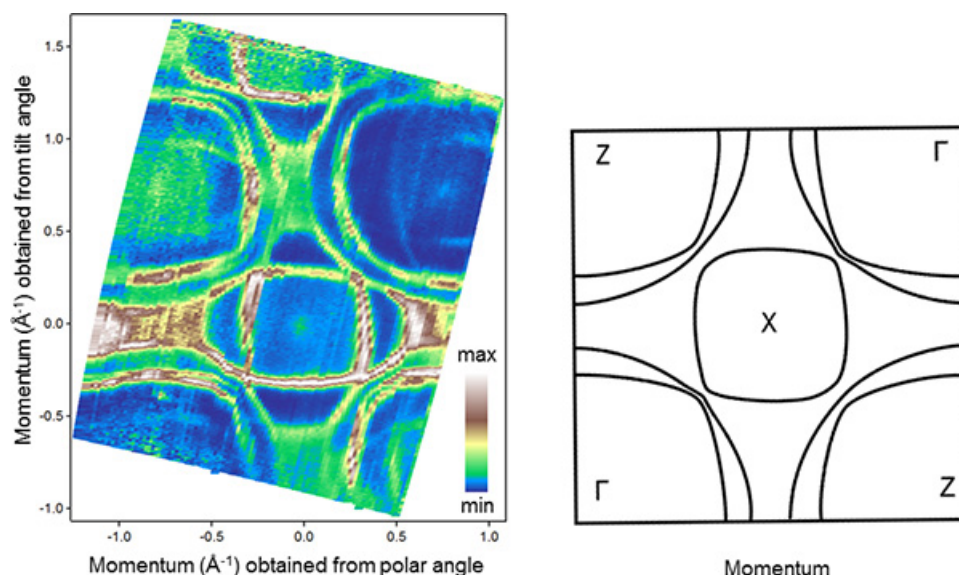 Momentum (Å-1) obtained from tilt angle
1.5
1.0
0.5
0.0
-0.5
-1.0
max
min
-1.0 -0.5 0.0 0.5 1.0
Momentum (Å-1) obtained from polar angle
Z Γ
X
Γ Z
Momentum